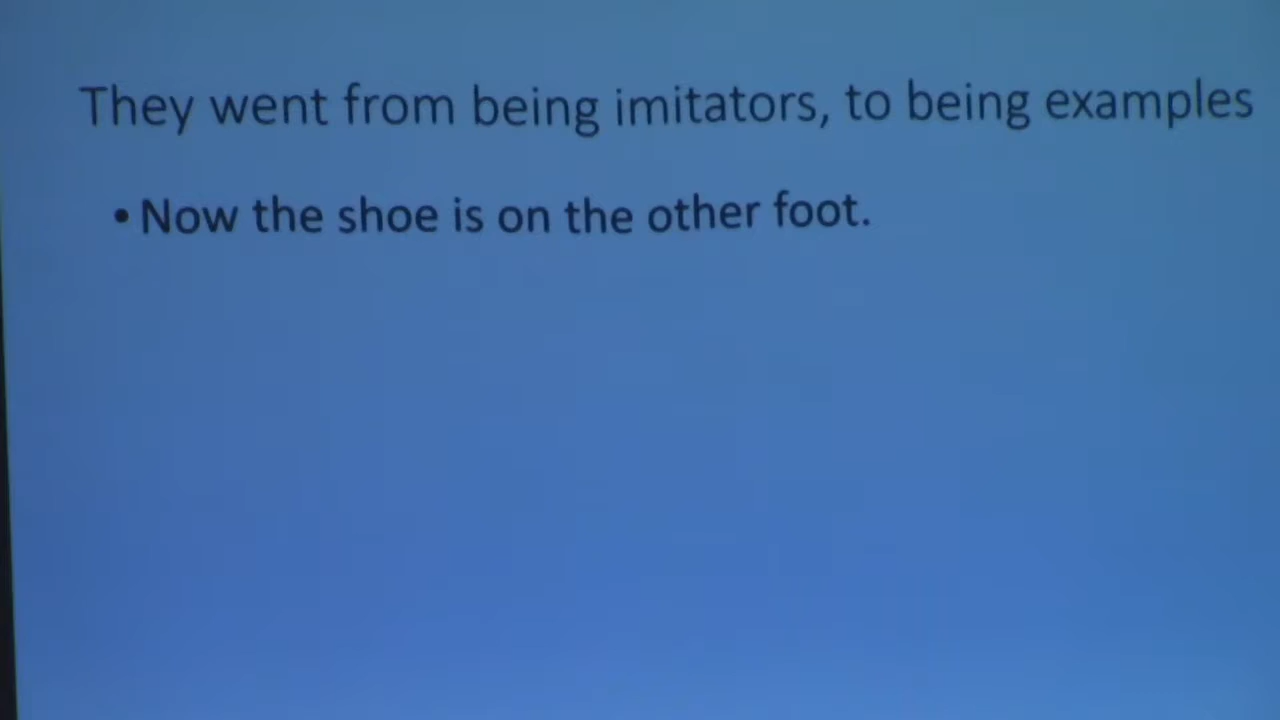 They went from being imitators, to being examples
• Now the shoe is on the other foot.